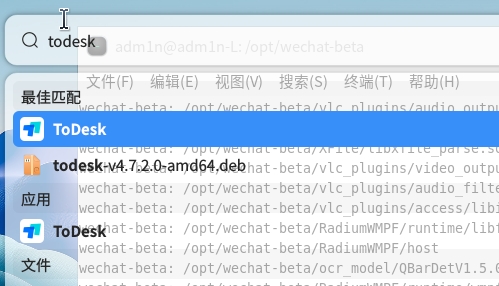 todesk
adm1n@adm1n-L: /opt/wechat-beta
文件(F) 编辑(E) 视图(V) 搜索(S) 终端(T) 帮助(H)
最佳匹配
wechat-beta: /opt/wechat-beta/vlc_plugins/audio_outpu
ToDesk
wechat-beta: /opt/wechat-beta/XFile/libxfile_parse.so
todesk-v4.7.2.0-amd64.deb
wechat-beta: /opt/wechat-beta/vlc_plugins/video_outpu
wechat-beta: /opt/wechat-beta/vlc_plugins/audio_filte
应用
wechat-beta: /opt/wechat-beta/vlc_plugins/access/libi
ToDesk
wechat-beta: /opt/wechat-beta/RadiumWMPF/runtime/libf
wechat-beta: /opt/wechat-beta/RadiumWMPF/host
文件
wechat-beta: /opt/wechat-beta/ocr_model/QBarDetV1.5.0